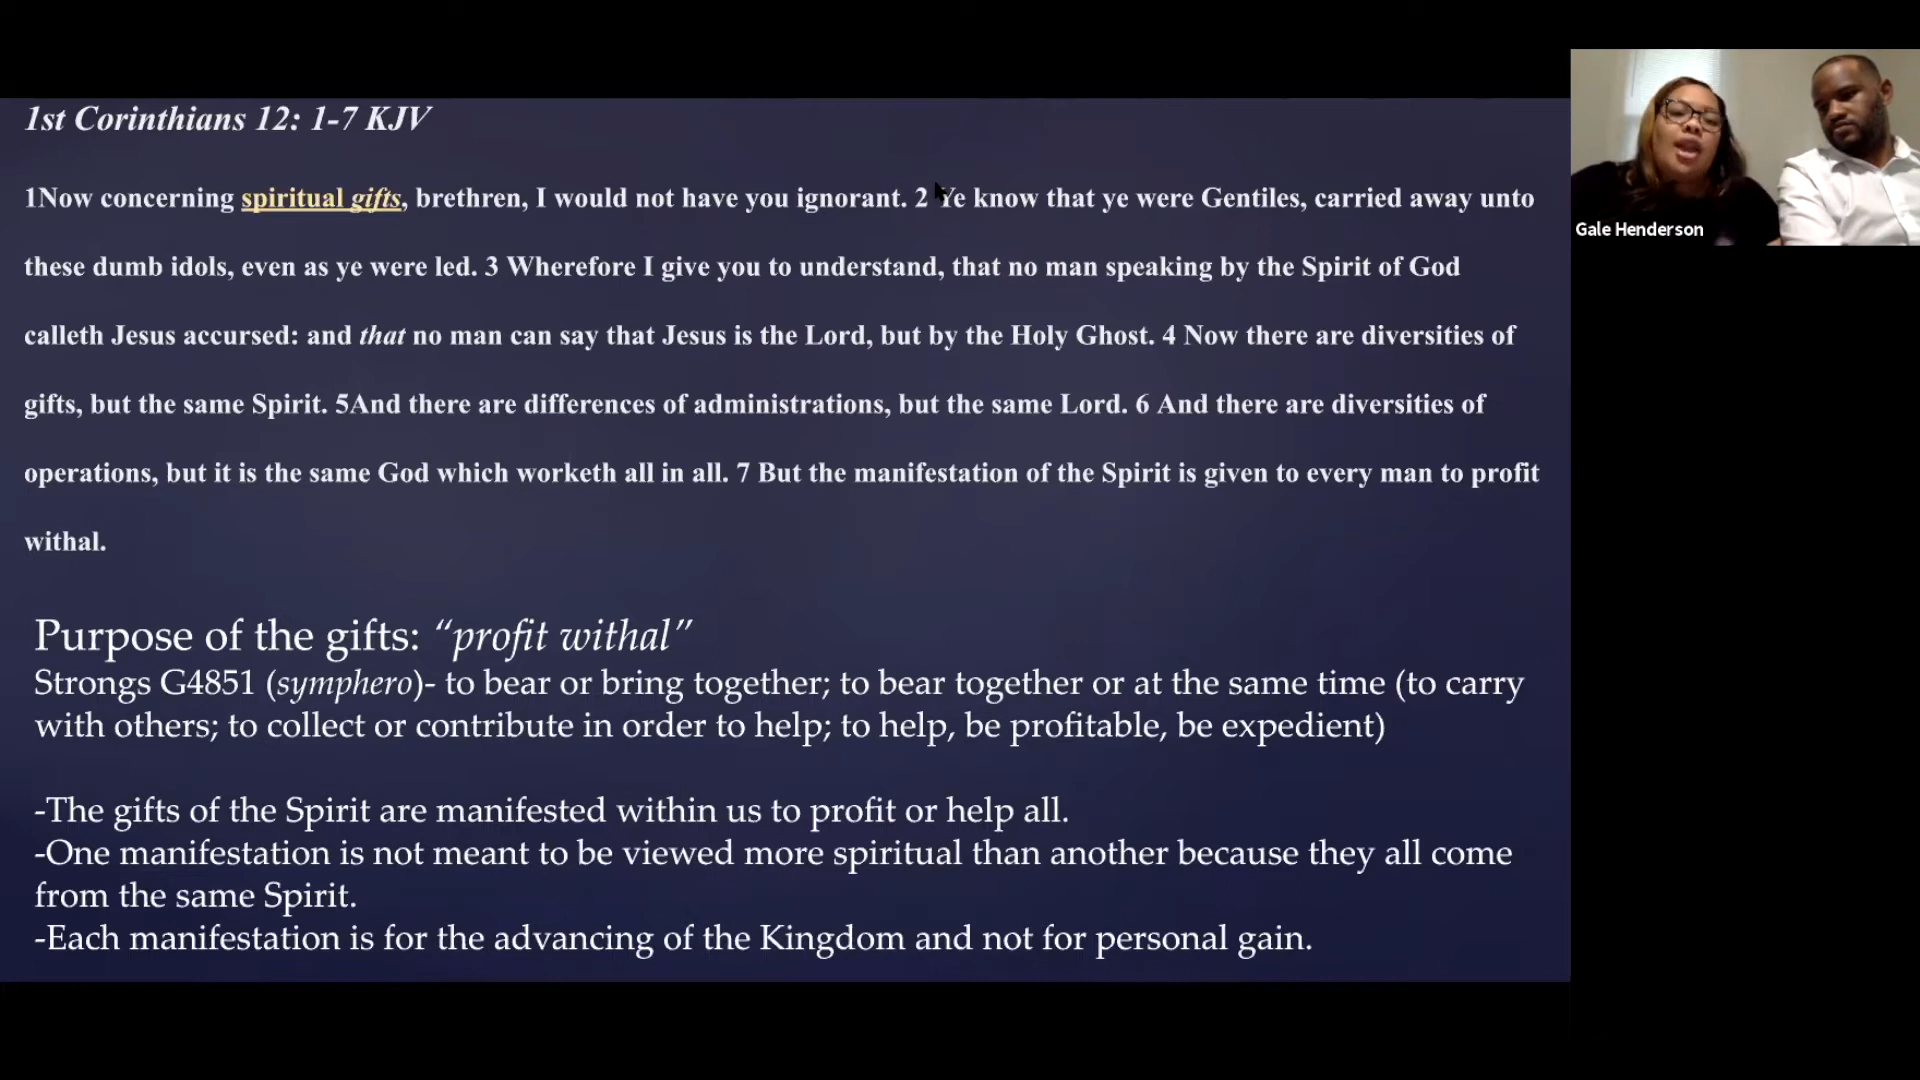 1st Corinthians 12: 1-7 KJV
1Now concerning spiritual gifts, brethren, I would not have you ignorant. 2 Ye know that ye were Gentiles, carried away unto
these dumb idols, even as ye were led. 3 Wherefore I give you to understand, that no man speaking by the Spirit of God
calleth Jesus accursed: and that no man can say that Jesus is the Lord, but by the Holy Ghost. 4 Now there are diversities of
gifts, but the same Spirit. 5And there are differences of administrations, but the same Lord. 6 And there are diversities of
operations, but it is the same God which worketh all in all. 7 But the manifestation of the Spirit is given to every man to profit
withal.
Purpose of the gifts: “profit withal”
Strongs G4851 (symphero)- to bear or bring together; to bear together or at the same time (to carry
with others; to collect or contribute in order to help; to help, be profitable, be expedient)
-The gifts of the Spirit are manifested within us to profit or help all.
-One manifestation is not meant to be viewed more spiritual than another because they all come
from the same Spirit.
-Each manifestation is for the advancing of the Kingdom and not for personal gain.
Gale Henderson